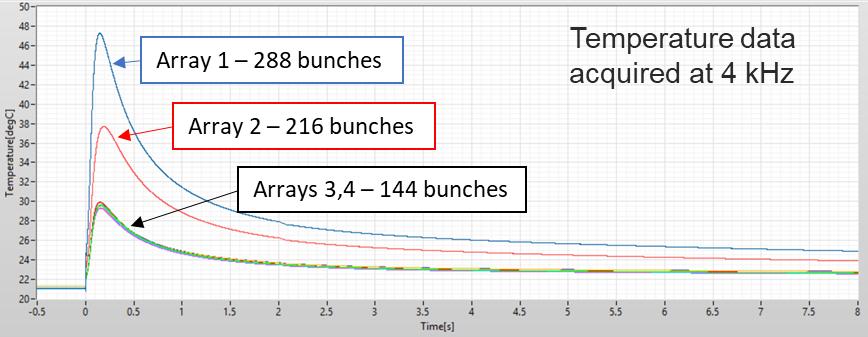 50
48
46
44
42
40
38
36
34
32
30
28
26
24
22
20
Temperature[degC]
Temperature data
acquired at 4 kHz
Array 1 – 288 bunches
Array 2 – 216 bunches
Arrays 3,4 – 144 bunches
-0.5 0 0.5 1 1.5 2 2.5 3 3.5 4 4.5 5 5.5 6 6.5 7 7.5 8
Time[s]